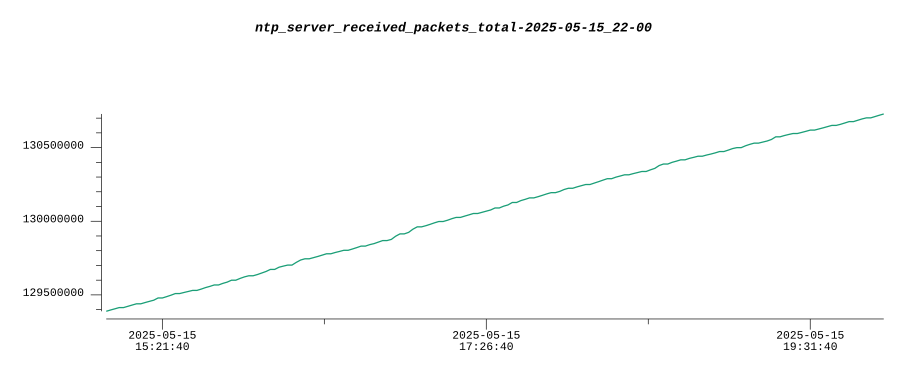 ntp_server_received_packets_total-2025-05-15_22-00
130500000
130000000
129500000
2025-05-15 2025-05-15 2025-05-15
15:21:40 17:26:40 19:31:40